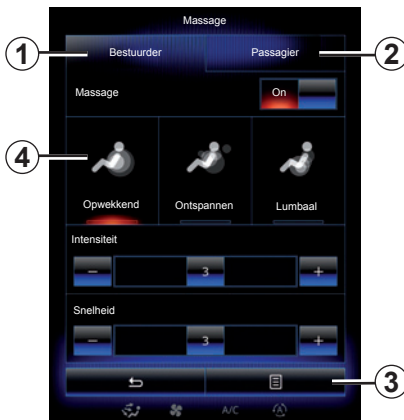 Massage
1 Bestuurder Passagier 2
Massage On
4
Opwekkend Ontspannen Lumbaal
Intensiteit
- 3 +
Snelheid
- 3 +
3
A/C